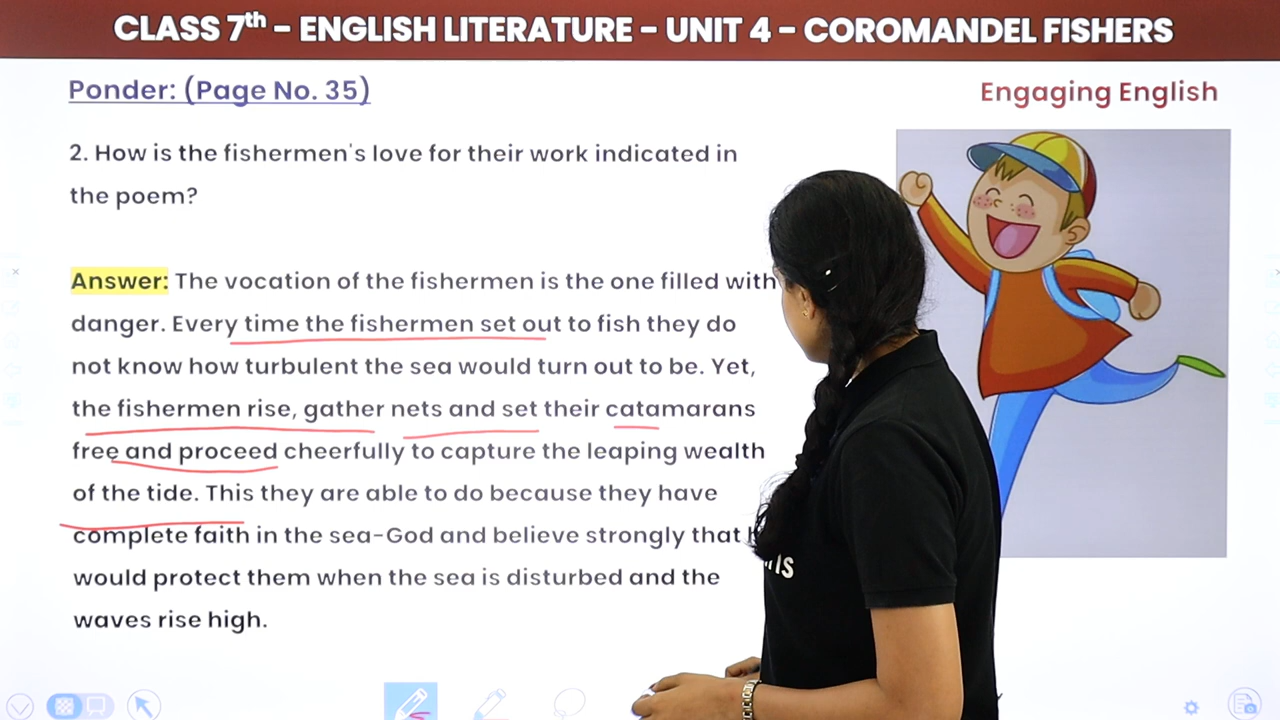 CLASS 7th - ENGLISH LITERATURE - UNIT 4 - COROMANDEL FISHERS
Ponder: (Page No. 35)
Engaging English
2. How is the fishermen's love for their work indicated in
the poem?
Answer: The vocation of the fishermen is the one filled with
danger. Every time the fishermen set out to fish they do
not know how turbulent the sea would turn out to be. Yet,
the fishermen rise, gather nets and set their catamarans
free and proceed cheerfully to capture the leaping wealth
of the tide. This they are able to do because they have
complete faith in the sea-God and believe strongly that
would protect them when the sea is disturbed and the
waves rise high.